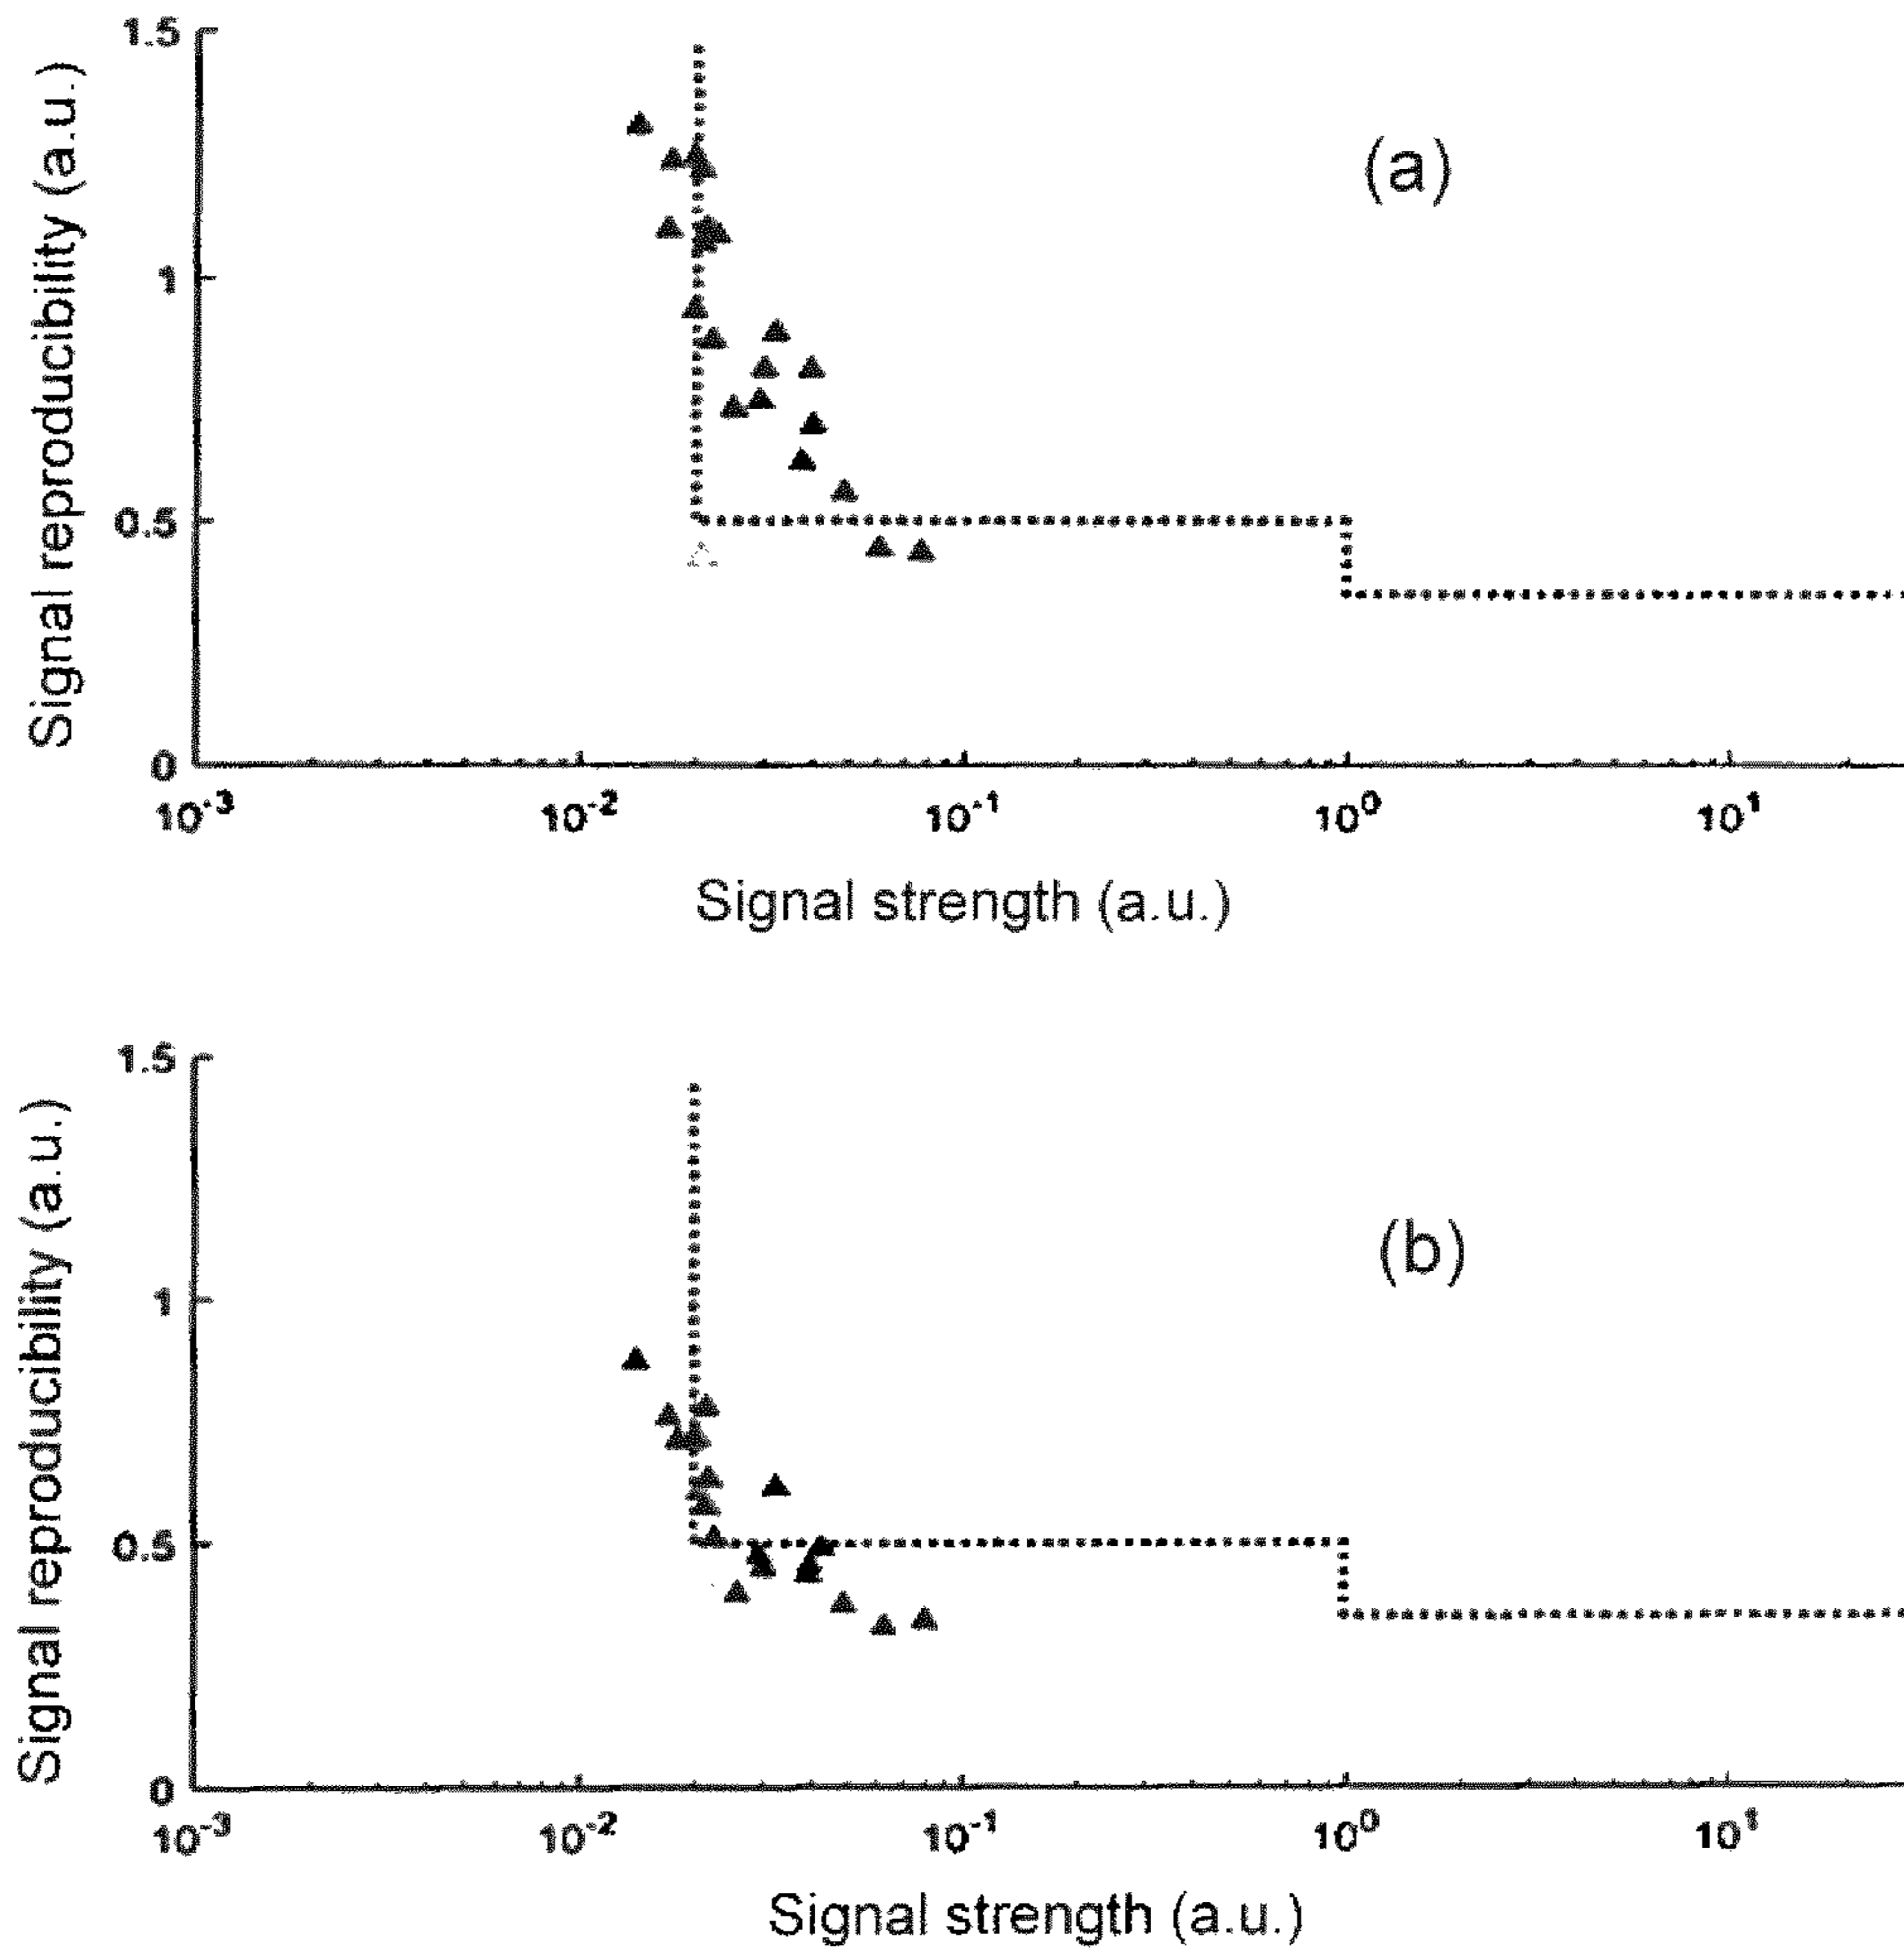 1.5
1
0.5
0
Signal reproducibility (a.u.)
(a)
10⁻³ 10⁻² 10⁻¹ 10⁰ 10¹
Signal strength (a.u.)
1.5
1
0.5
0
Signal reproducibility (a.u.)
(b)
10⁻³ 10⁻² 10⁻¹ 10⁰ 10¹
Signal strength (a.u.)